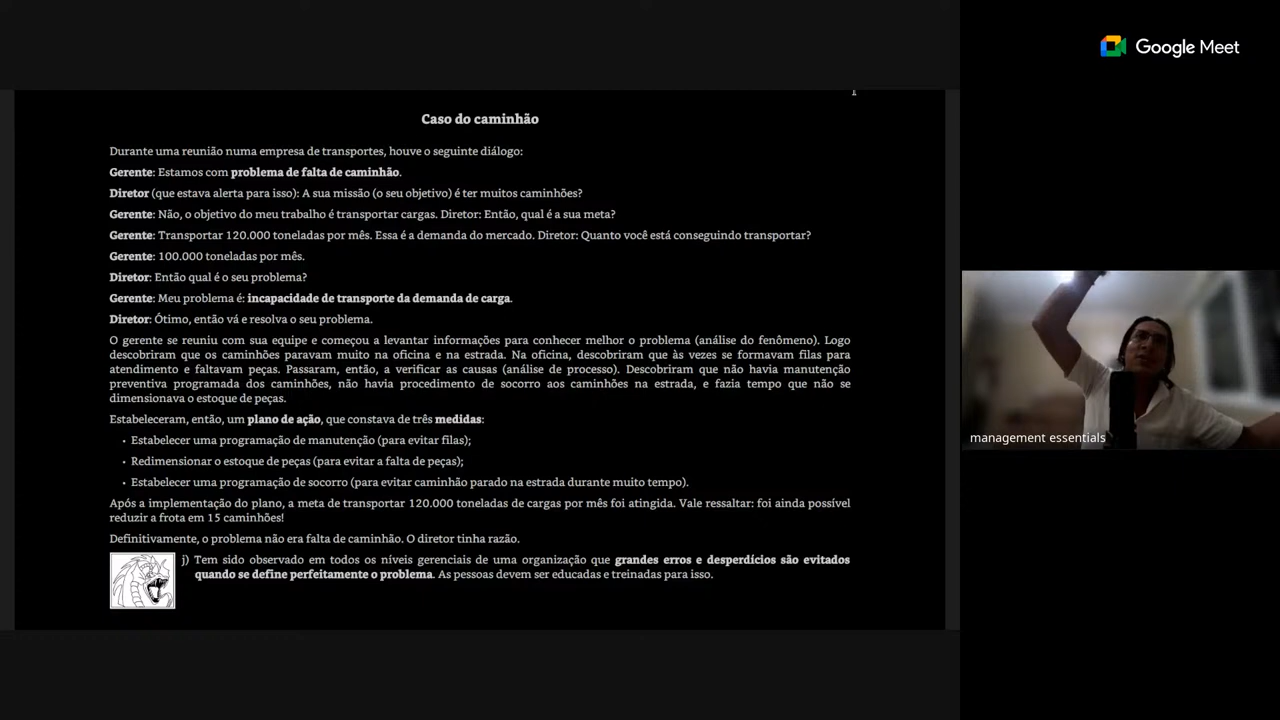 Google Meet
Caso do caminhão
Durante uma reunião numa empresa de transportes, houve o seguinte diálogo:
Gerente: Estamos com problema de falta de caminhão.
Diretor (que estava alerta para isso): A sua missão (o seu objetivo) é ter muitos caminhões?
Gerente: Não, o objetivo do meu trabalho é transportar cargas. Diretor: Então, qual é a sua meta?
Gerente: Transportar 120.000 toneladas por mês. Essa é a demanda do mercado. Diretor: Quanto você está conseguindo transportar?
Gerente: 100.000 toneladas por mês.
Diretor: Então qual é o seu problema?
Gerente: Meu problema é: incapacidade de transporte da demanda de carga.
Diretor: Ótimo, então vá e resolva o seu problema.
O gerente se reuniu com sua equipe e começou a levantar informações para conhecer melhor o problema (análise do fenômeno). Logo
descobriram que os caminhões paravam muito na oficina e na estrada. Na oficina, descobriram que às vezes se formavam filas para
atendimento e faltavam peças. Passaram, então, a verificar as causas (análise de processo). Descobriram que não havia manutenção
preventiva programada dos caminhões, não havia procedimento de socorro aos caminhões na estrada, e fazia tempo que não se
dimensionava o estoque de peças.
Estabeleceram, então, um plano de ação, que constava de três medidas:
• Estabelecer uma programação de manutenção (para evitar filas);
• Redimensionar o estoque de peças (para evitar a falta de peças);
• Estabelecer uma programação de socorro (para evitar caminhão parado na estrada durante muito tempo).
Após a implementação do plano, a meta de transportar 120.000 toneladas de cargas por mês foi atingida. Vale ressaltar: foi ainda possível
reduzir a frota em 15 caminhões!
Definitivamente, o problema não era falta de caminhão. O diretor tinha razão.
j) Tem sido observado em todos os níveis gerenciais de uma organização que grandes erros e desperdícios são evitados
quando se define perfeitamente o problema. As pessoas devem ser educadas e treinadas para isso.
management essentials